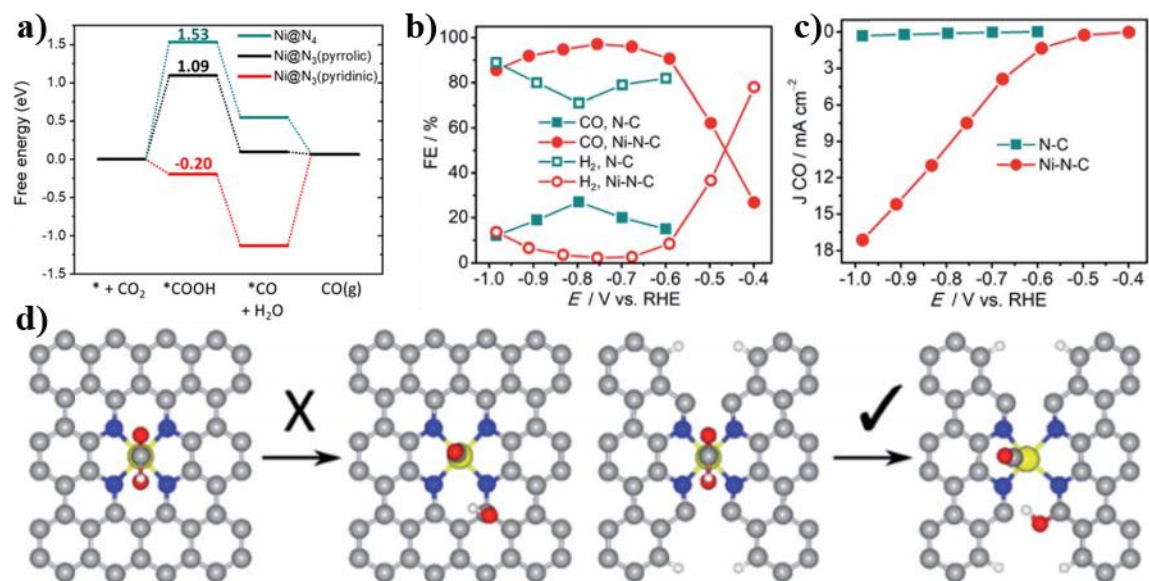 a)
Free energy (eV)
1.5
1.0
0.5
0.0
-0.5
-1.0
-1.5
1.53
1.09
-0.20
Ni@N4
Ni@N3(pyrrolic)
Ni@N3(pyridinic)
* + CO2 *COOH *CO CO(g)
+ H2O
b)
FE / %
100
80
60
40
20
0
CO, N-C
CO, Ni-N-C
H2, N-C
H2, Ni-N-C
-1.0 -0.9 -0.8 -0.7 -0.6 -0.5 -0.4
E / V vs. RHE
c)
J CO / mA cm-2
0
3
6
9
12
15
18
N-C
Ni-N-C
-1.0 -0.9 -0.8 -0.7 -0.6 -0.5 -0.4
E / V vs. RHE
d)
X